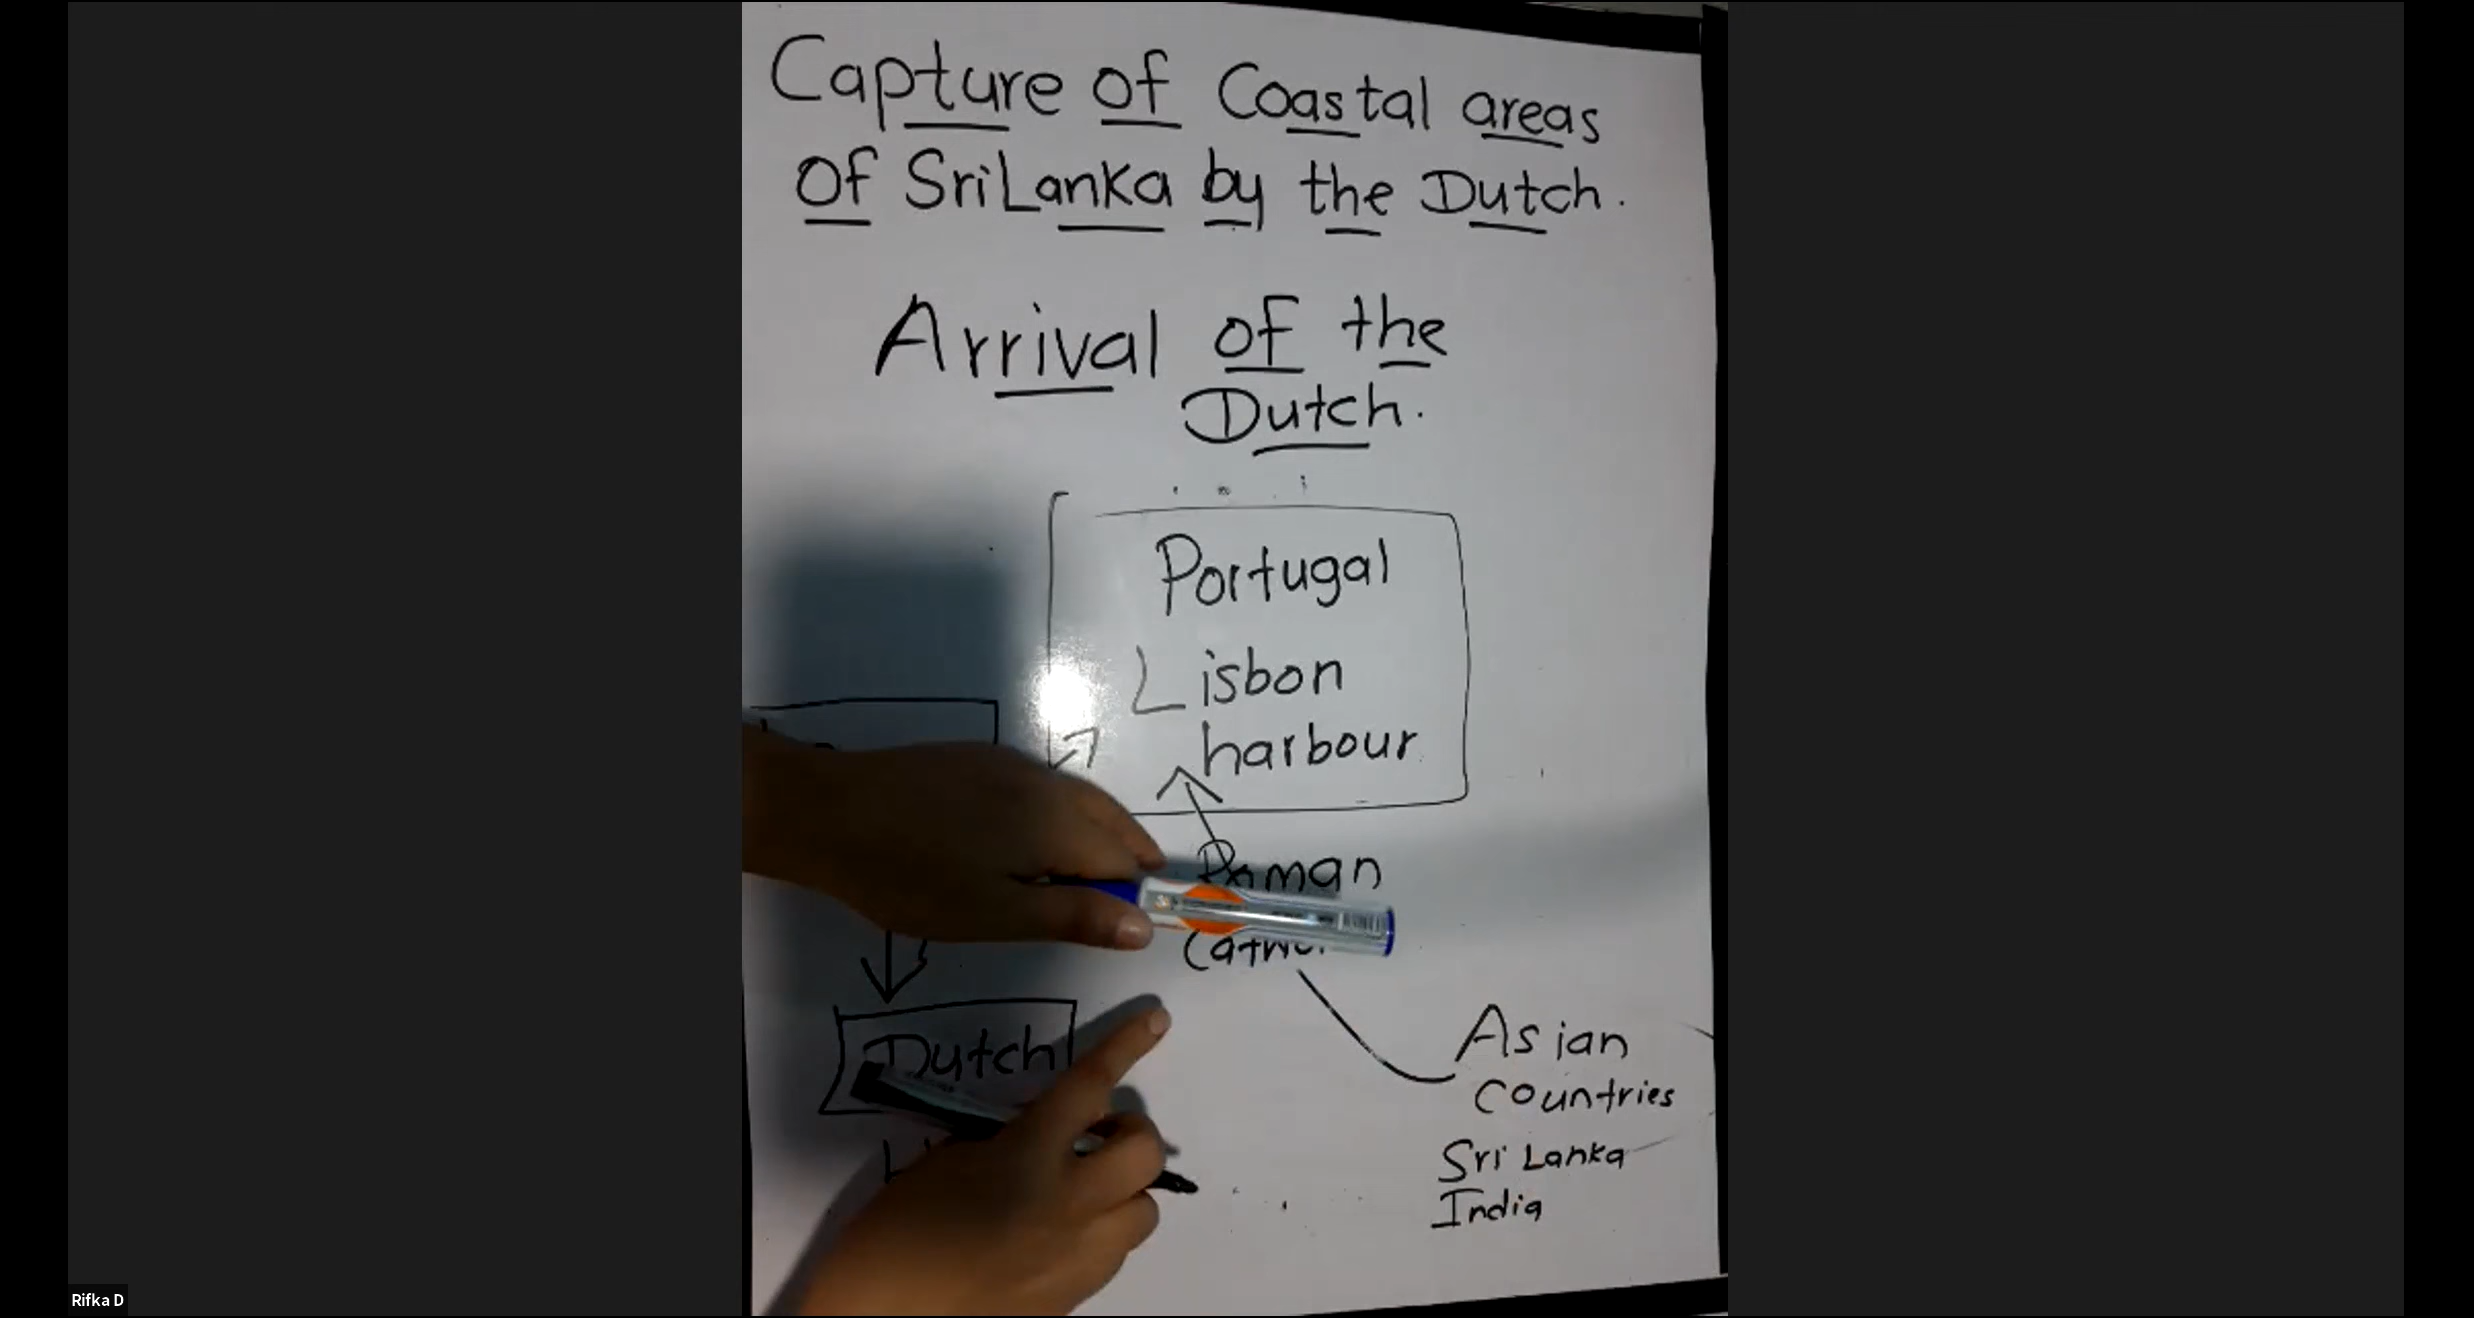 Capture of Coastal areas
Of SriLanka by the Dutch.
Arrival of the
Dutch.
Portugal
Lisbon
harbour
Roman
Dutch
Asian
Countries
Sri Lanka
India
Rifka D